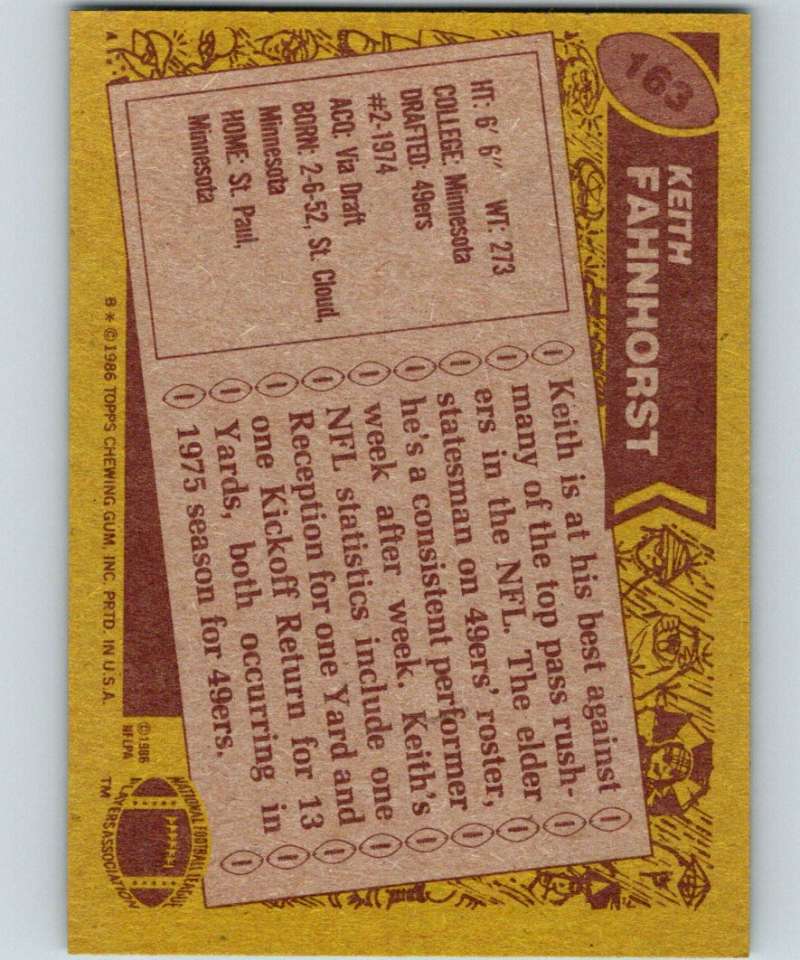 163
KEITH
FAHNHORST
HT: 6' 6" WT: 273
COLLEGE: Minnesota
DRAFTED: 49ers
#2-1974
ACQ: Via Draft
BORN: 2-6-52, St. Cloud,
Minnesota
HOME: St. Paul,
Minnesota
Keith is at his best against
many of the top pass rush-
ers in the NFL. The elder
statesman on 49ers' roster,
he's a consistent performer
week after week. Keith's
NFL statistics include one
Reception for one Yard and
one Kickoff Return for 13
Yards, both occurring in
1975 season for 49ers.
A
B * © 1986 TOPPS CHEWING GUM, INC. PRTD. IN U.S.A.
© 1986
NFLPA
NATIONAL FOOTBALL LEAGUE
PLAYERS ASSOCIATION
TM